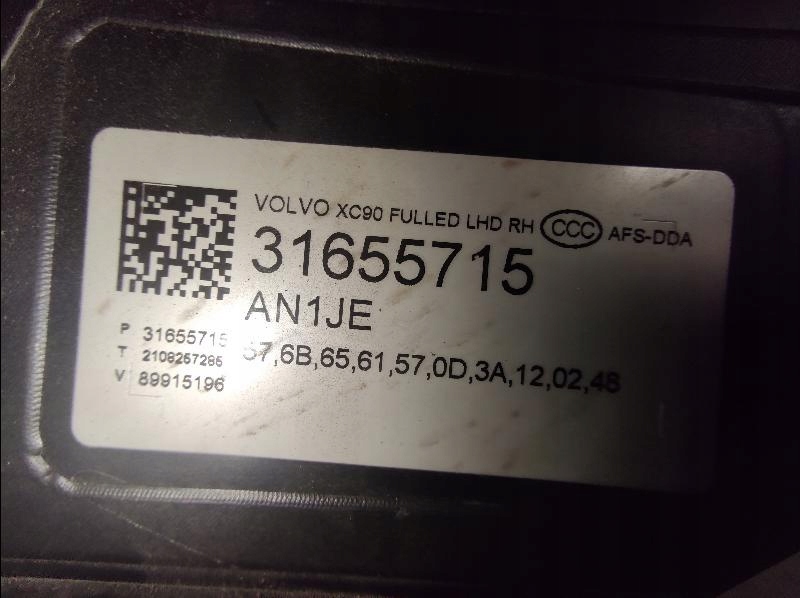 VOLVO XC90 FULLED LHD RH CCC AFS-DDA
31655715
AN1JE
57,6B,65,61,57,0D,3A,12,02,48
P 31655715
T 2108257285
V 89915196